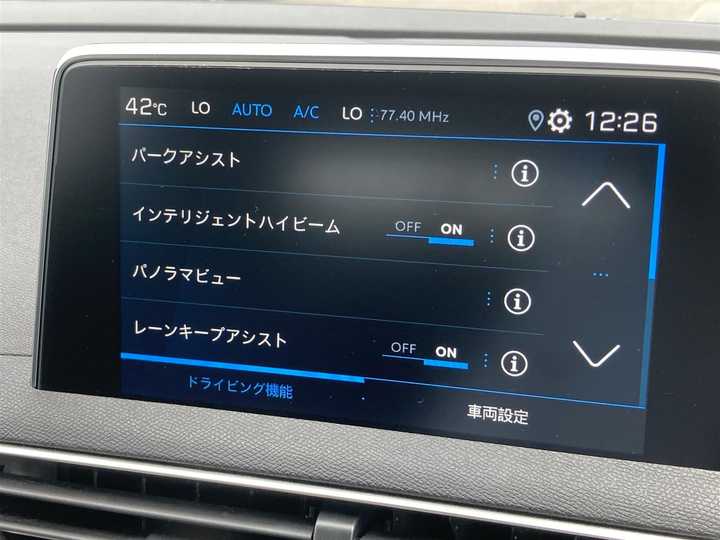 42°C LO AUTO A/C LO 77.40 MHz 12:26
パークアシスト
インテリジェントハイビーム OFF ON
パノラマビュー
レーンキープアシスト OFF ON
ドライビング機能 車両設定